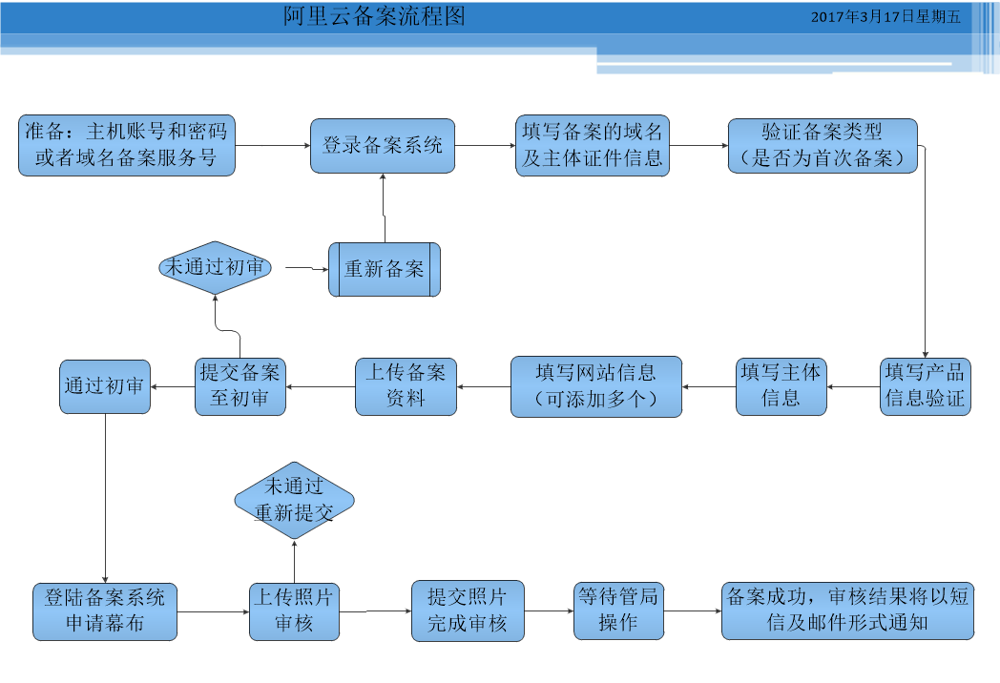 阿里云备案流程图
2017年3月17日星期五
准备：主机账号和密码
或者域名备案服务号
登录备案系统
填写备案的域名
及主体证件信息
验证备案类型
（是否为首次备案）
未通过初审
重新备案
通过初审
提交备案
至初审
上传备案
资料
填写网站信息
（可添加多个）
填写主体
信息
填写产品
信息验证
未通过
重新提交
登陆备案系统
申请幕布
上传照片
审核
提交照片
完成审核
等待管局
操作
备案成功，审核结果将以短
信及邮件形式通知